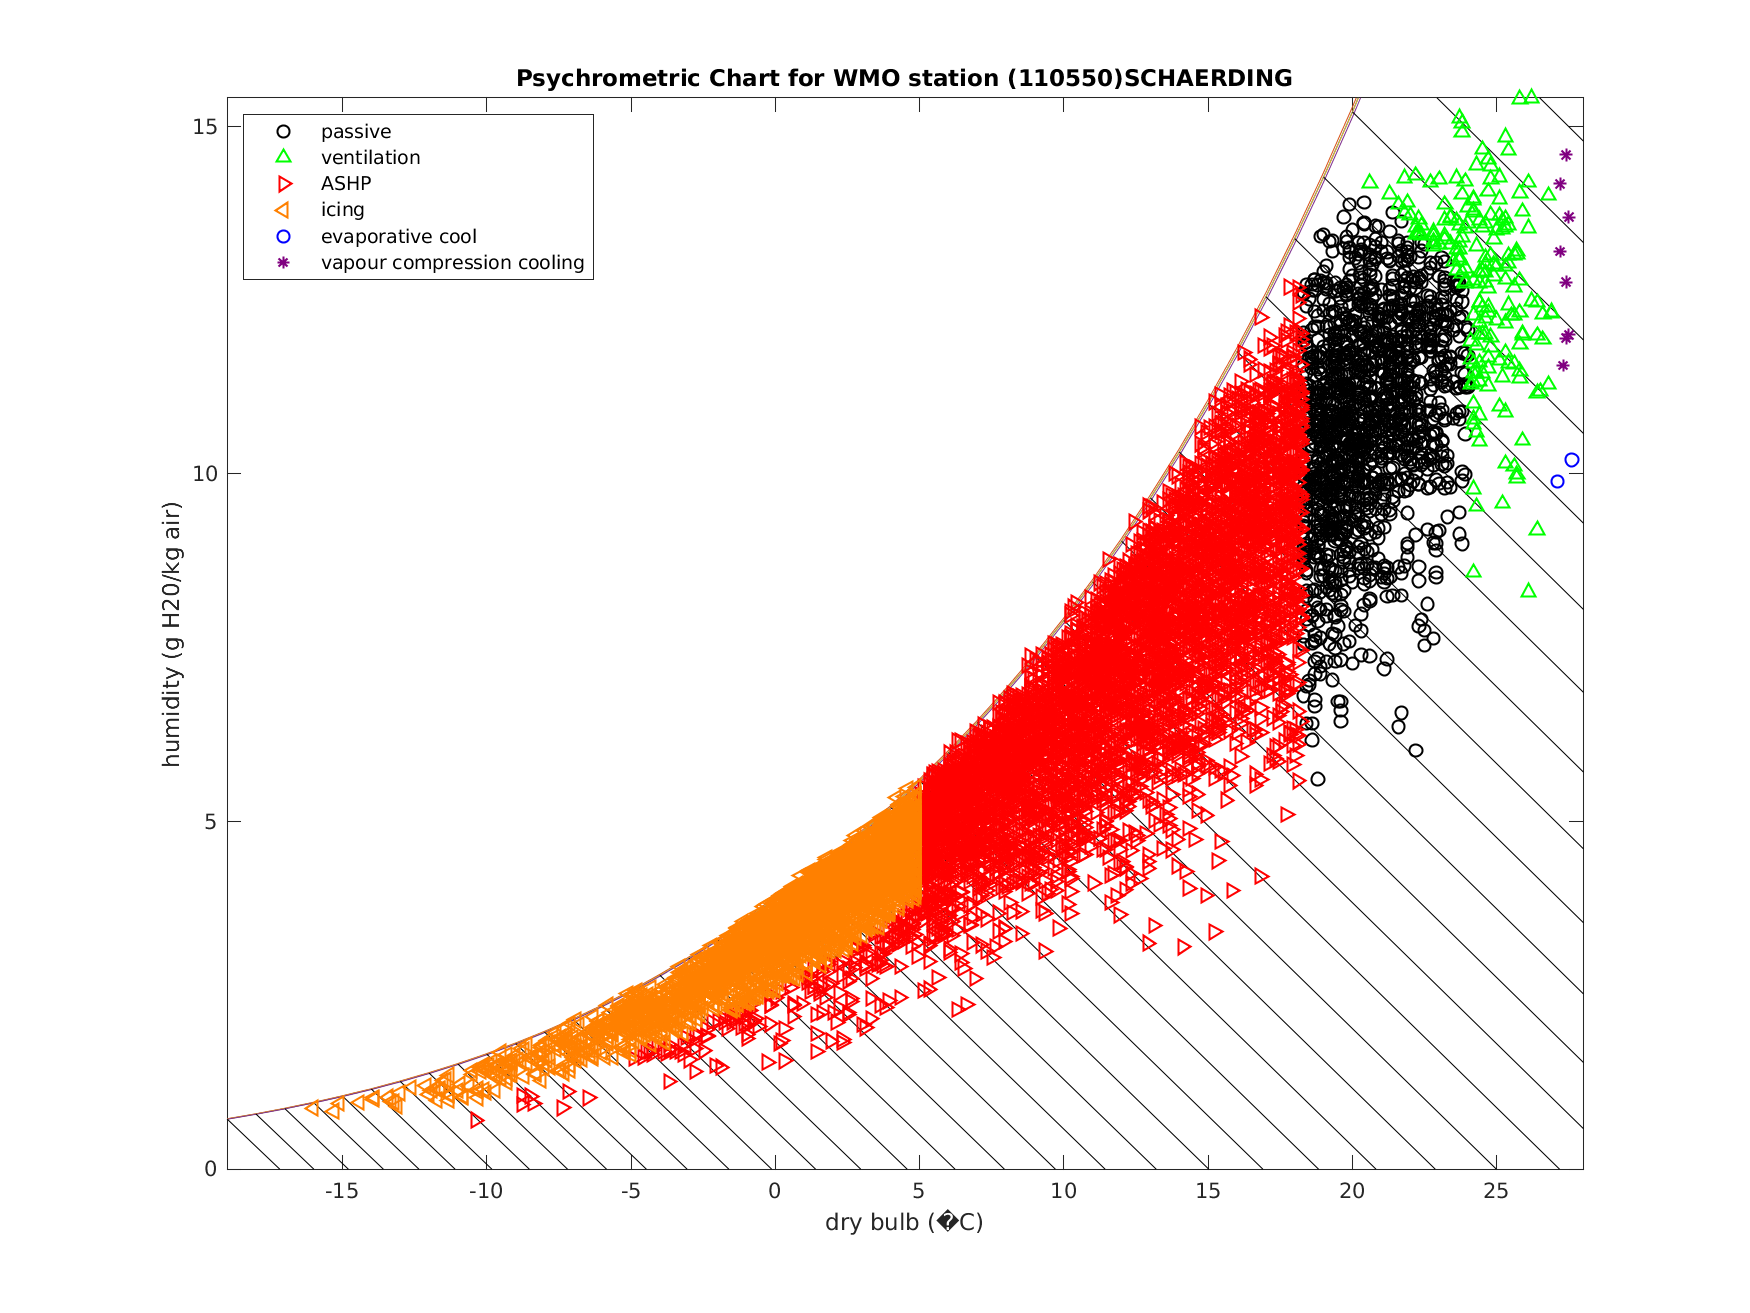 Psychrometric Chart for WMO station (110550)SCHAERDING
passive
ventilation
ASHP
icing
evaporative cool
vapour compression cooling
15
10
5
0
humidity (g H20/kg air)
-15 -10 -5 0 5 10 15 20 25
dry bulb (�C)